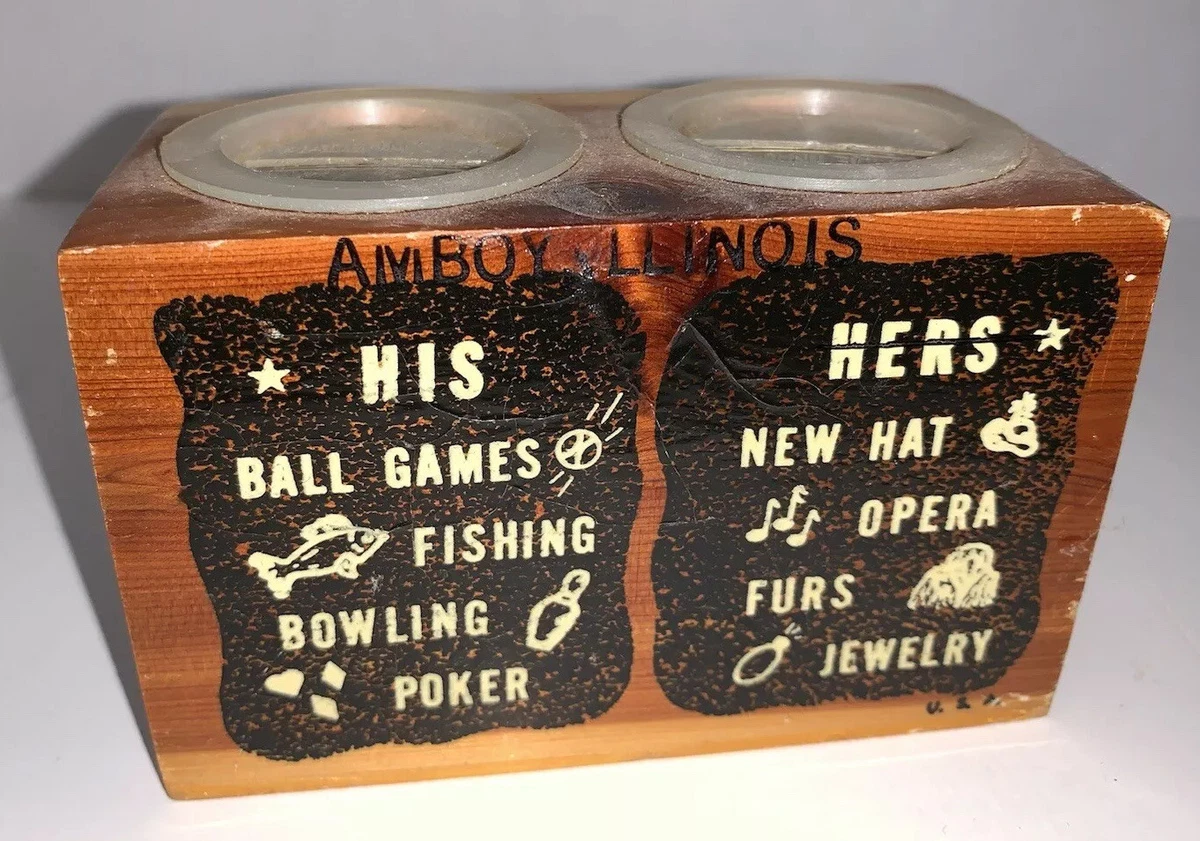 AMBOY, ILLINOIS
HIS
BALL GAMES
FISHING
BOWLING
POKER
HERS
NEW HAT
OPERA
FURS
JEWELRY
U. S. A.